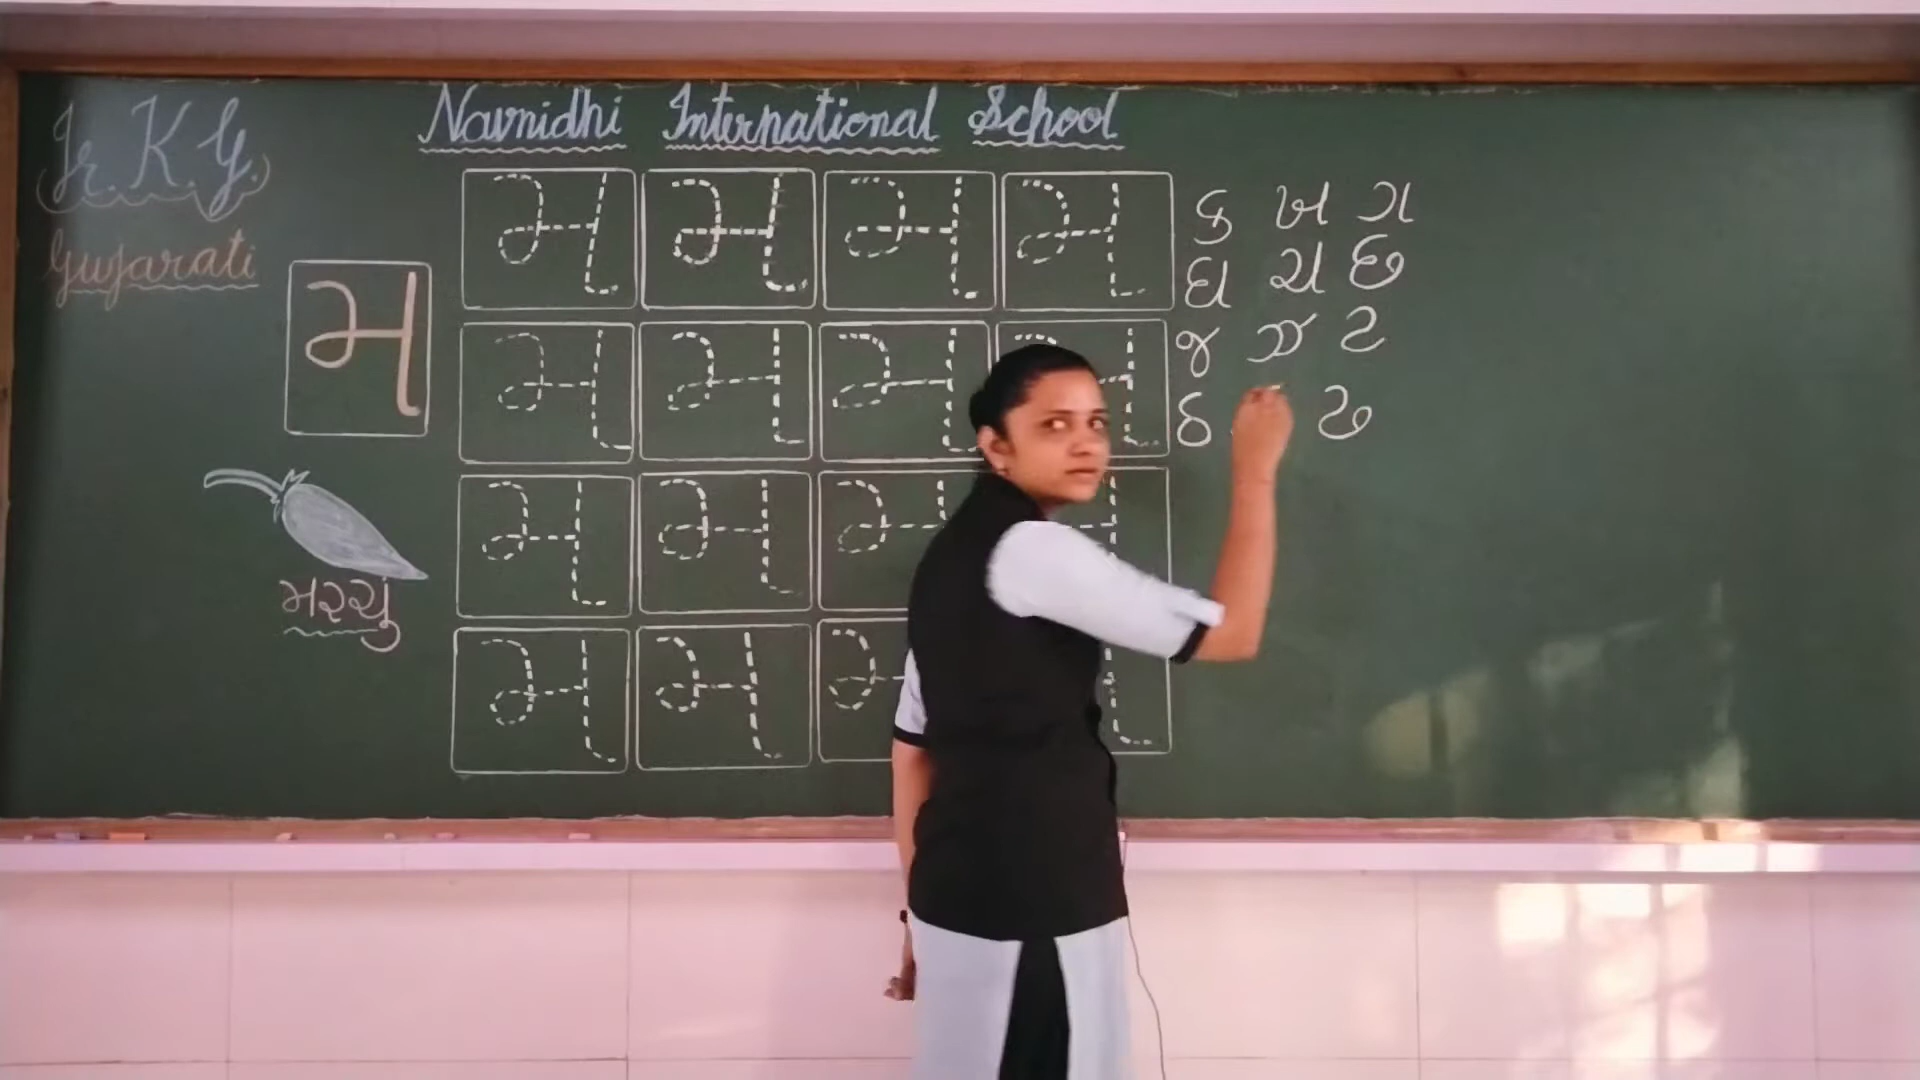 Navnidhi International School
Jr. K.G.
Gujarati
મ
મરચું
મ મ મ મ
મ મ મ
મ મ
મ મ
ક ખ ગ
ઘ ચ છ
જ ઝ ટ
ઠ ઢ